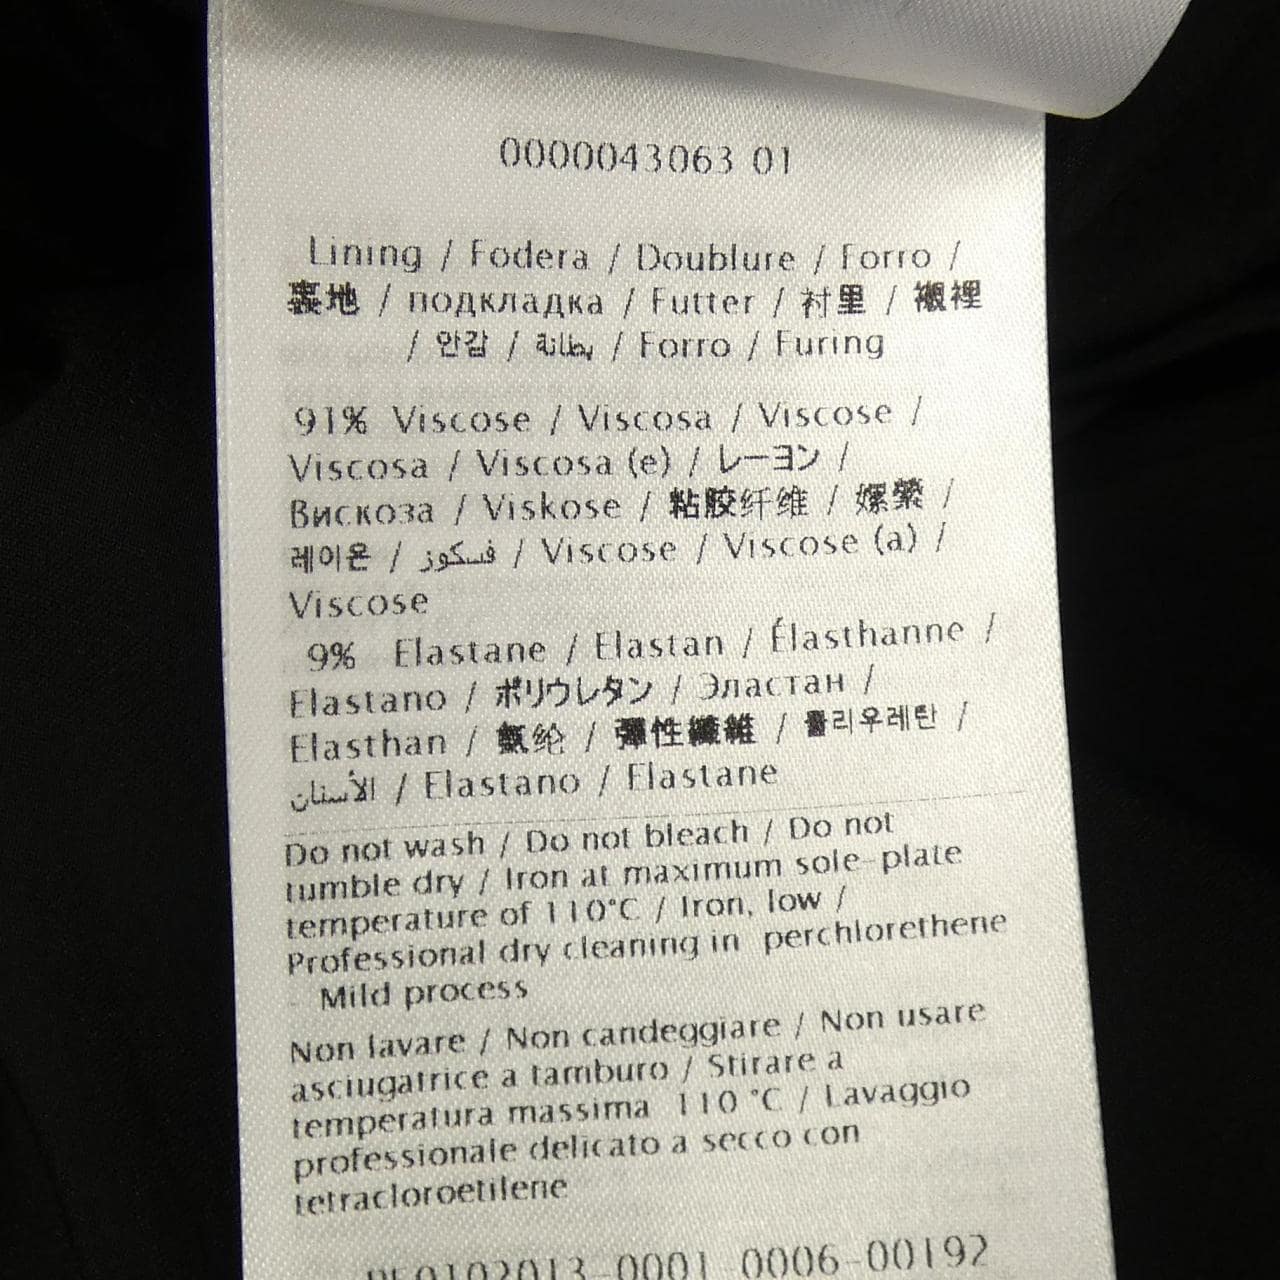 0000043063 01
Lining / Fodera / Doublure / Forro /
裏地 / подкладка / Futter / 衬里 / 襯裡
/ 안감 / بطانة / Forro / Furing
91% Viscose / Viscosa / Viscose /
Viscosa / Viscosa (e) / レーヨン /
Вискоза / Viskose / 粘胶纤维 / 嫘縈 /
레이온 / فسكوز / Viscose / Viscose (a) /
Viscose
9% Elastane / Elastan / Élasthanne /
Elastano / ポリウレタン / Эластан /
Elasthan / 氨纶 / 彈性纖維 / 폴리우레탄 /
الأستان / Elastano / Elastane
Do not wash / Do not bleach / Do not
tumble dry / Iron at maximum sole-plate
temperature of 110°C / Iron, low /
Professional dry cleaning in perchlorethene
- Mild process
Non lavare / Non candeggiare / Non usare
asciugatrice a tamburo / Stirare a
temperatura massima 110 °C / Lavaggio
professionale delicato a secco con
tetracloroetilene
0001 0006-00192